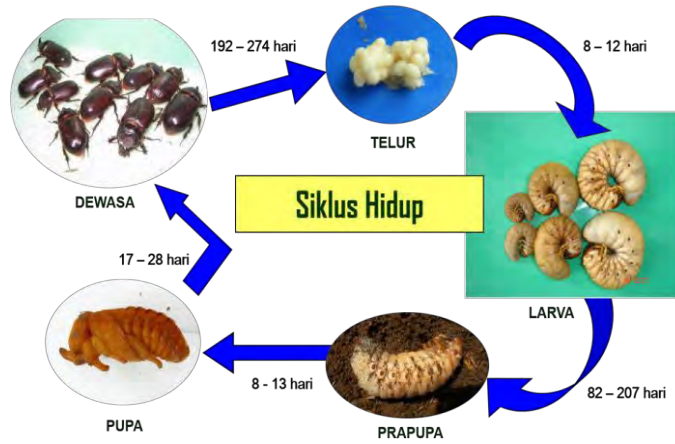 192 – 274 hari
8 – 12 hari
TELUR
DEWASA
Siklus Hidup
17 – 28 hari
LARVA
8 - 13 hari
82 – 207 hari
PUPA
PRAPUPA